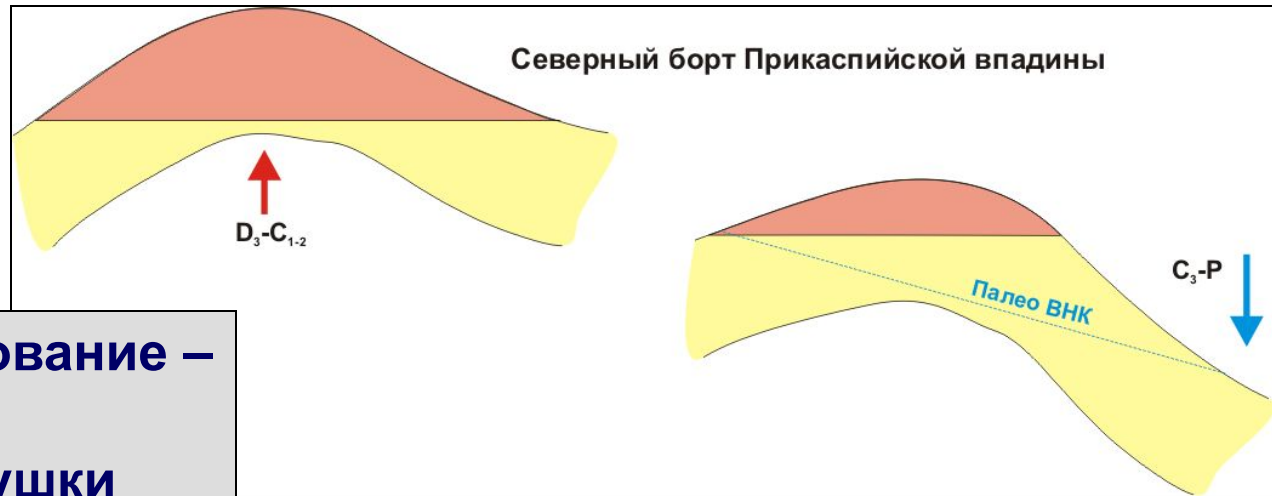 Северный борт Прикаспийской впадины
D₃-C₁₋₂
C₃-P
Палео ВНК
ование –
ушки